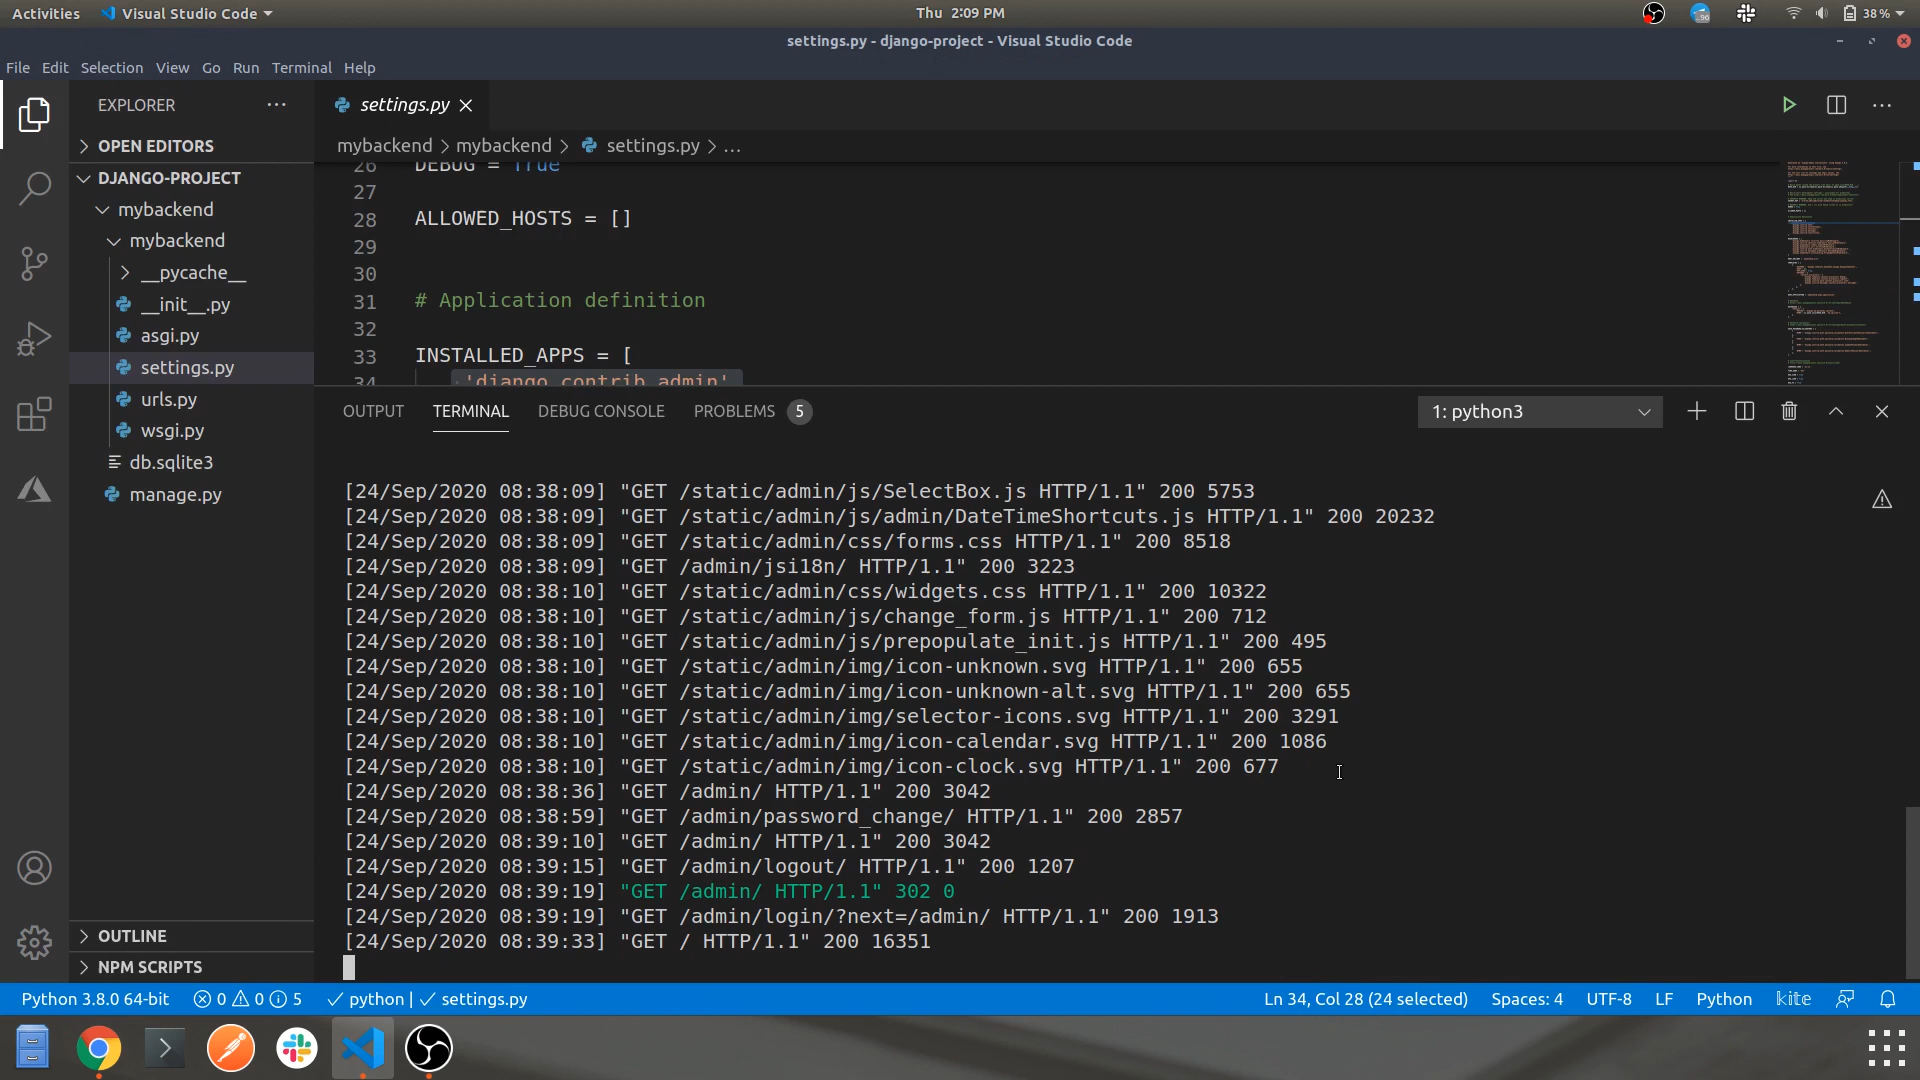 Activities Visual Studio Code Thu 2:09 PM 96 38 %
settings.py - django-project - Visual Studio Code
File Edit Selection View Go Run Terminal Help
EXPLORER
settings.py
OPEN EDITORS
mybackend > mybackend > settings.py > ...
DJANGO-PROJECT
mybackend
mybackend
__pycache__
__init__.py
asgi.py
settings.py
urls.py
wsgi.py
db.sqlite3
manage.py
OUTLINE
NPM SCRIPTS
26 DEBUG = True
27
28 ALLOWED_HOSTS = []
29
30
31 # Application definition
32
33 INSTALLED_APPS = [
34 'django.contrib.admin',
OUTPUT TERMINAL DEBUG CONSOLE PROBLEMS 5 1: python3
[24/Sep/2020 08:38:09] "GET /static/admin/js/SelectBox.js HTTP/1.1" 200 5753
[24/Sep/2020 08:38:09] "GET /static/admin/js/admin/DateTimeShortcuts.js HTTP/1.1" 200 20232
[24/Sep/2020 08:38:09] "GET /static/admin/css/forms.css HTTP/1.1" 200 8518
[24/Sep/2020 08:38:09] "GET /admin/jsi18n/ HTTP/1.1" 200 3223
[24/Sep/2020 08:38:10] "GET /static/admin/css/widgets.css HTTP/1.1" 200 10322
[24/Sep/2020 08:38:10] "GET /static/admin/js/change_form.js HTTP/1.1" 200 712
[24/Sep/2020 08:38:10] "GET /static/admin/js/prepopulate_init.js HTTP/1.1" 200 495
[24/Sep/2020 08:38:10] "GET /static/admin/img/icon-unknown.svg HTTP/1.1" 200 655
[24/Sep/2020 08:38:10] "GET /static/admin/img/icon-unknown-alt.svg HTTP/1.1" 200 655
[24/Sep/2020 08:38:10] "GET /static/admin/img/selector-icons.svg HTTP/1.1" 200 3291
[24/Sep/2020 08:38:10] "GET /static/admin/img/icon-calendar.svg HTTP/1.1" 200 1086
[24/Sep/2020 08:38:10] "GET /static/admin/img/icon-clock.svg HTTP/1.1" 200 677
[24/Sep/2020 08:38:36] "GET /admin/ HTTP/1.1" 200 3042
[24/Sep/2020 08:38:59] "GET /admin/password_change/ HTTP/1.1" 200 2857
[24/Sep/2020 08:39:10] "GET /admin/ HTTP/1.1" 200 3042
[24/Sep/2020 08:39:15] "GET /admin/logout/ HTTP/1.1" 200 1207
[24/Sep/2020 08:39:19] "GET /admin/ HTTP/1.1" 302 0
[24/Sep/2020 08:39:19] "GET /admin/login/?next=/admin/ HTTP/1.1" 200 1913
[24/Sep/2020 08:39:33] "GET / HTTP/1.1" 200 16351
Python 3.8.0 64-bit 0 0 5 ✓ python | ✓ settings.py Ln 34, Col 28 (24 selected) Spaces: 4 UTF-8 LF Python kite